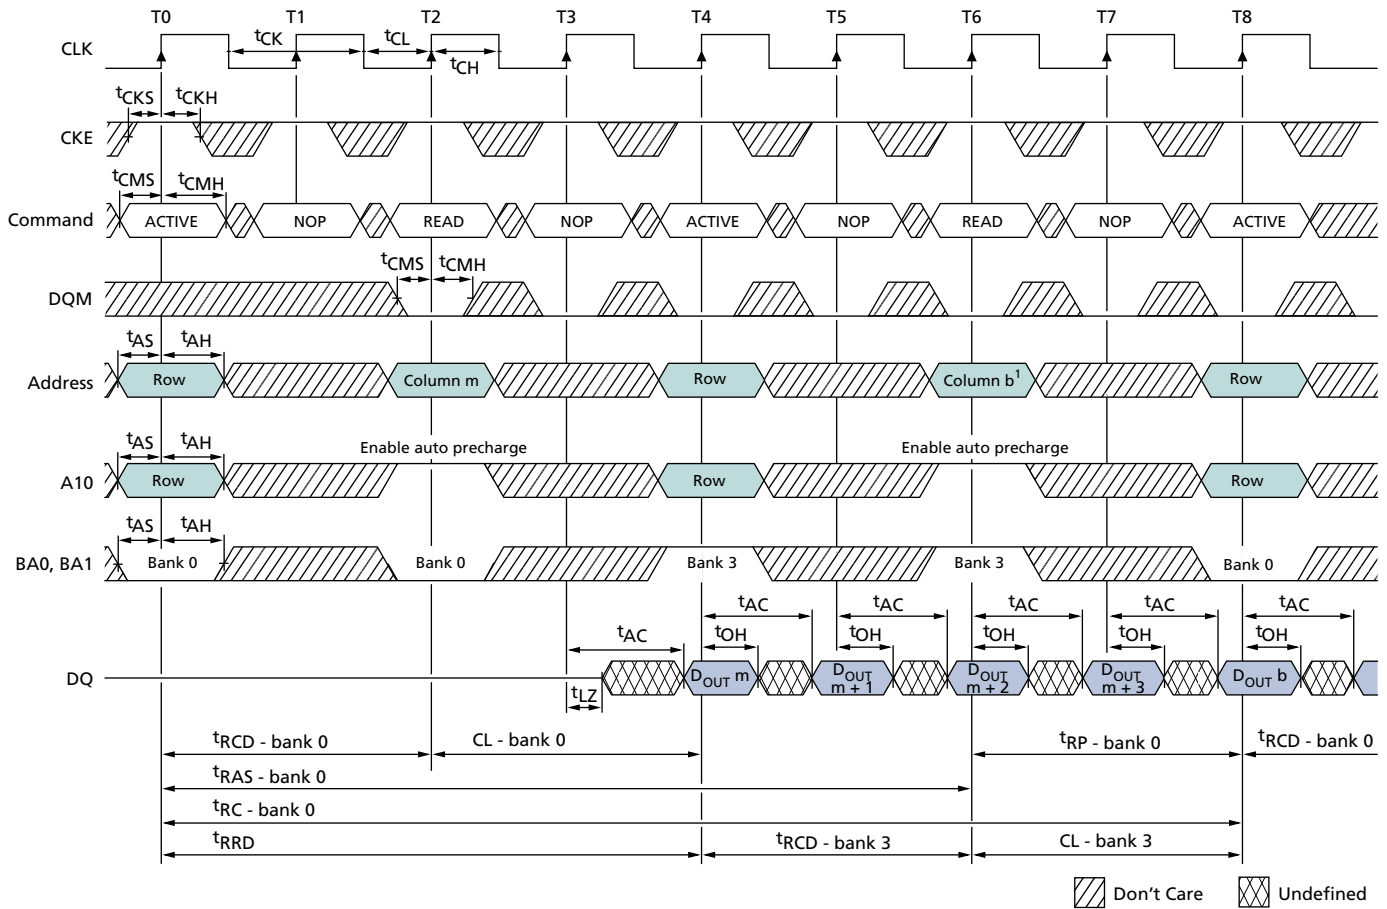 T0 T1 T2 T3 T4 T5 T6 T7 T8
CLK
tCK tCL tCH
tCKS tCKH
CKE
tCMS tCMH
Command ACTIVE NOP READ NOP ACTIVE NOP READ NOP ACTIVE
tCMS tCMH
DQM
tAS tAH
Address Row Column m Row Column b1 Row
tAS tAH Enable auto precharge Enable auto precharge
A10 Row Row Row
tAS tAH
BA0, BA1 Bank 0 Bank 0 Bank 3 Bank 3 Bank 0
tAC tAC tAC tAC tAC
tAC tOH tOH tOH tOH tOH
DQ DOUT m DOUT m + 1 DOUT m + 2 DOUT m + 3 DOUT b
tLZ
tRCD - bank 0 CL - bank 0 tRP - bank 0 tRCD - bank 0
tRAS - bank 0
tRC - bank 0
tRRD tRCD - bank 3 CL - bank 3
Don't Care Undefined